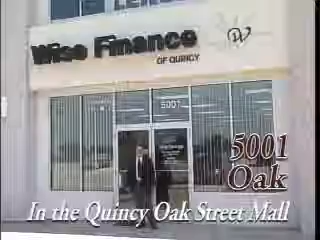 Wise Finance
OF QUINCY
5001
5001
Oak
In the Quincy Oak Street Mall